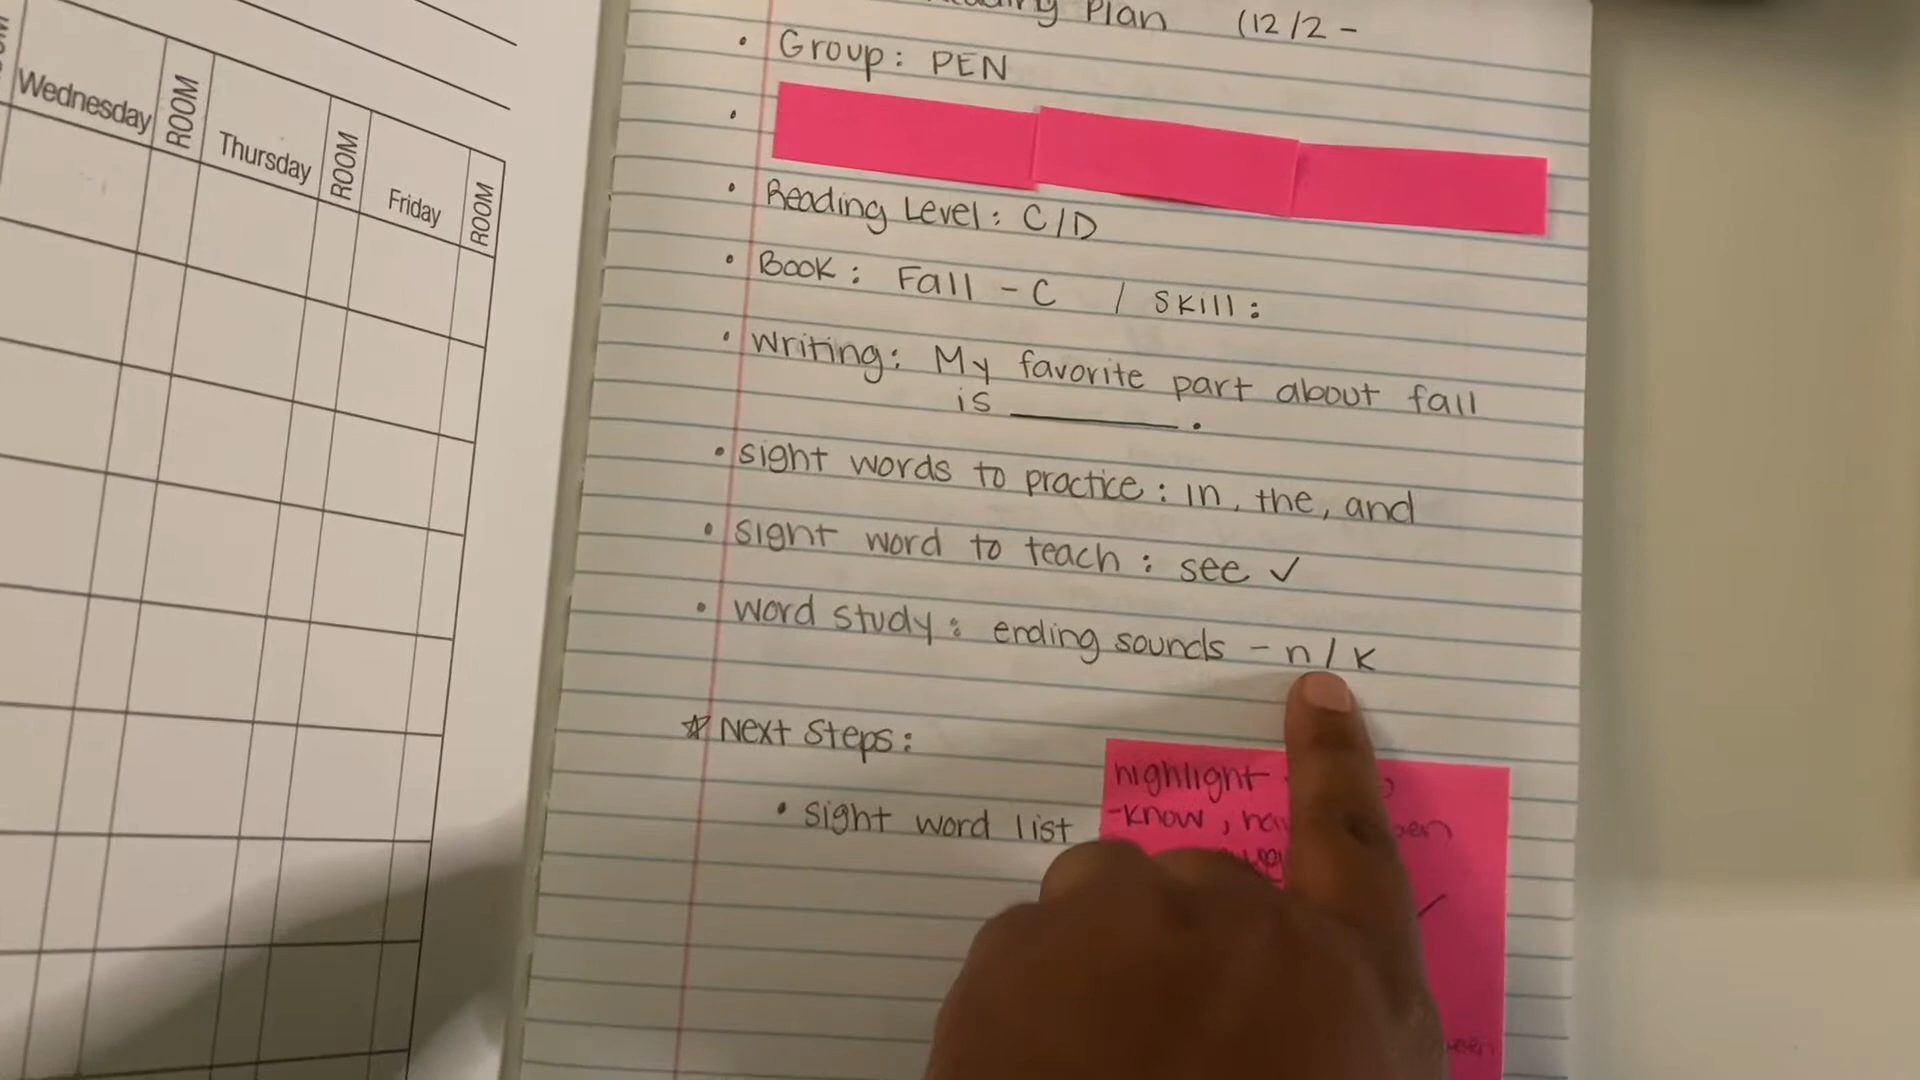 Wednesday ROOM Thursday ROOM Friday ROOM
Plan (12/2 -
• Group: PEN
•
• Reading Level: C/D
• Book: Fall - C / Skill:
• Writing: My favorite part about fall
is ________.
• sight words to practice: in, the, and
• sight word to teach: see ✓
• word study: ending sounds - n/k
☆ Next Steps:
• sight word list
highlight
-know,